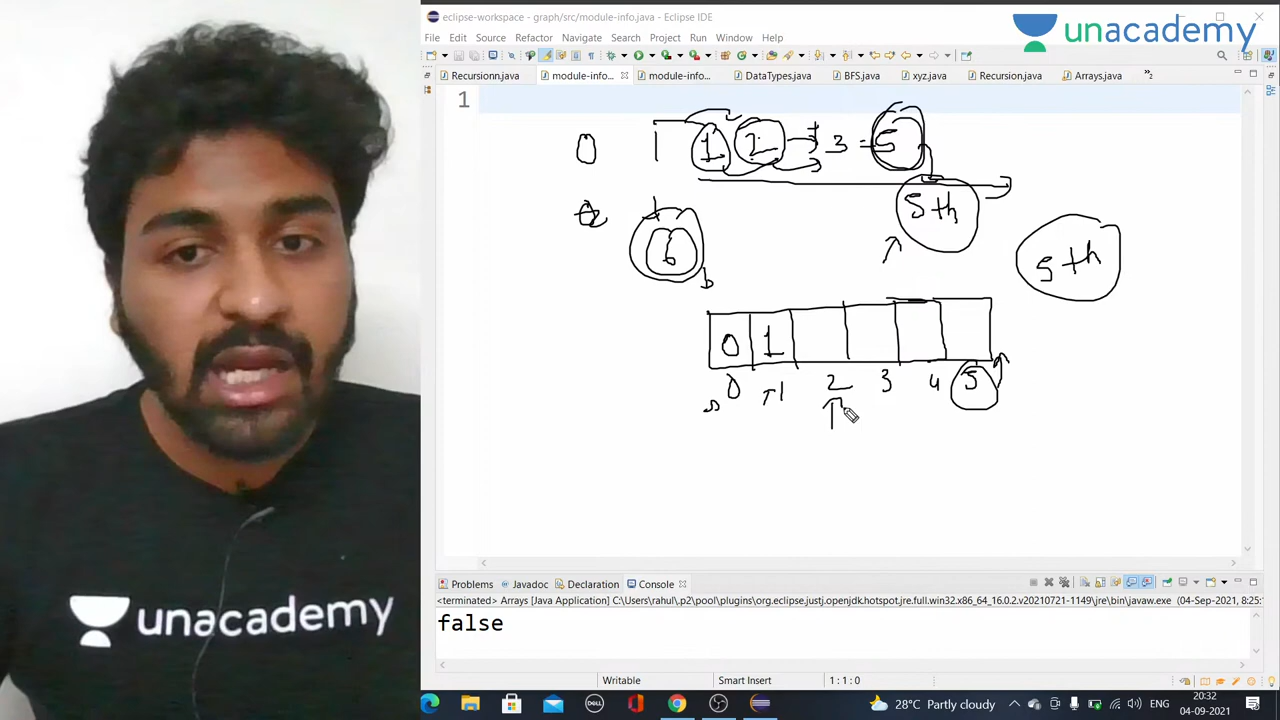 eclipse-workspace - graph/src/module-info.java - Eclipse IDE
unacademy
File Edit Source Refactor Navigate Search Project Run Window Help
Recursionn.java module-info... module-info... DataTypes.java BFS.java xyz.java Recursion.java Arrays.java
1
0 1 1 2 + 3 = 5
5th
6
5th
0 1
0 1 2 3 4 5
unacademy
Problems Javadoc Declaration Console
<terminated> Arrays [Java Application] C:\Users\rahul\.p2\pool\plugins\org.eclipse.justj.openjdk.hotspot.jre.full.win32.x86_64_16.0.2.v20210721-1149\jre\bin\javaw.exe (04-Sep-2021, 8:25:
false
Writable Smart Insert 1:1:0
28°C Partly cloudy ENG 20:32
04-09-2021